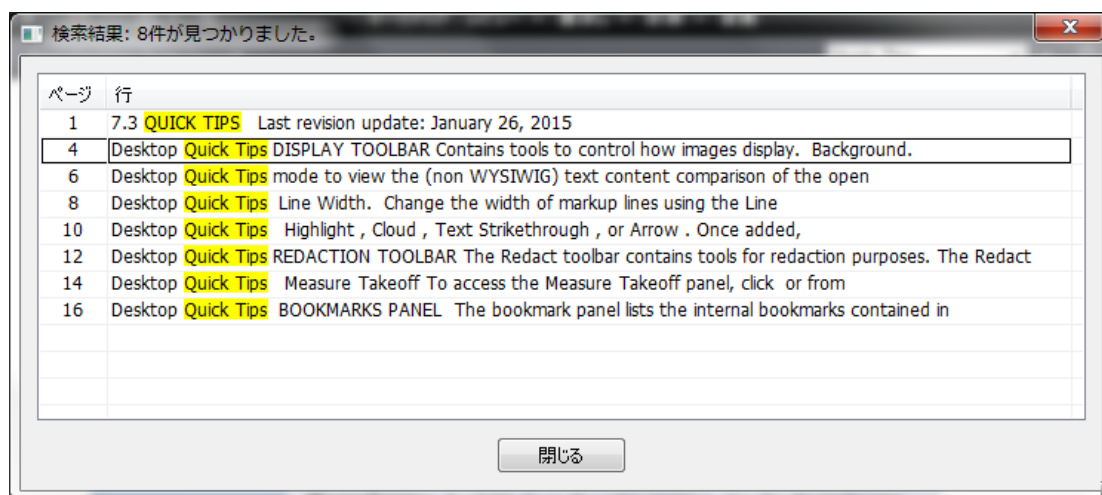 検索結果: 8件が見つかりました。
ページ 行
1 7.3 QUICK TIPS Last revision update: January 26, 2015
4 Desktop Quick Tips DISPLAY TOOLBAR Contains tools to control how images display. Background.
6 Desktop Quick Tips mode to view the (non WYSIWIG) text content comparison of the open
8 Desktop Quick Tips Line Width. Change the width of markup lines using the Line
10 Desktop Quick Tips Highlight , Cloud , Text Strikethrough , or Arrow . Once added,
12 Desktop Quick Tips REDACTION TOOLBAR The Redact toolbar contains tools for redaction purposes. The Redact
14 Desktop Quick Tips Measure Takeoff To access the Measure Takeoff panel, click or from
16 Desktop Quick Tips BOOKMARKS PANEL The bookmark panel lists the internal bookmarks contained in
閉じる